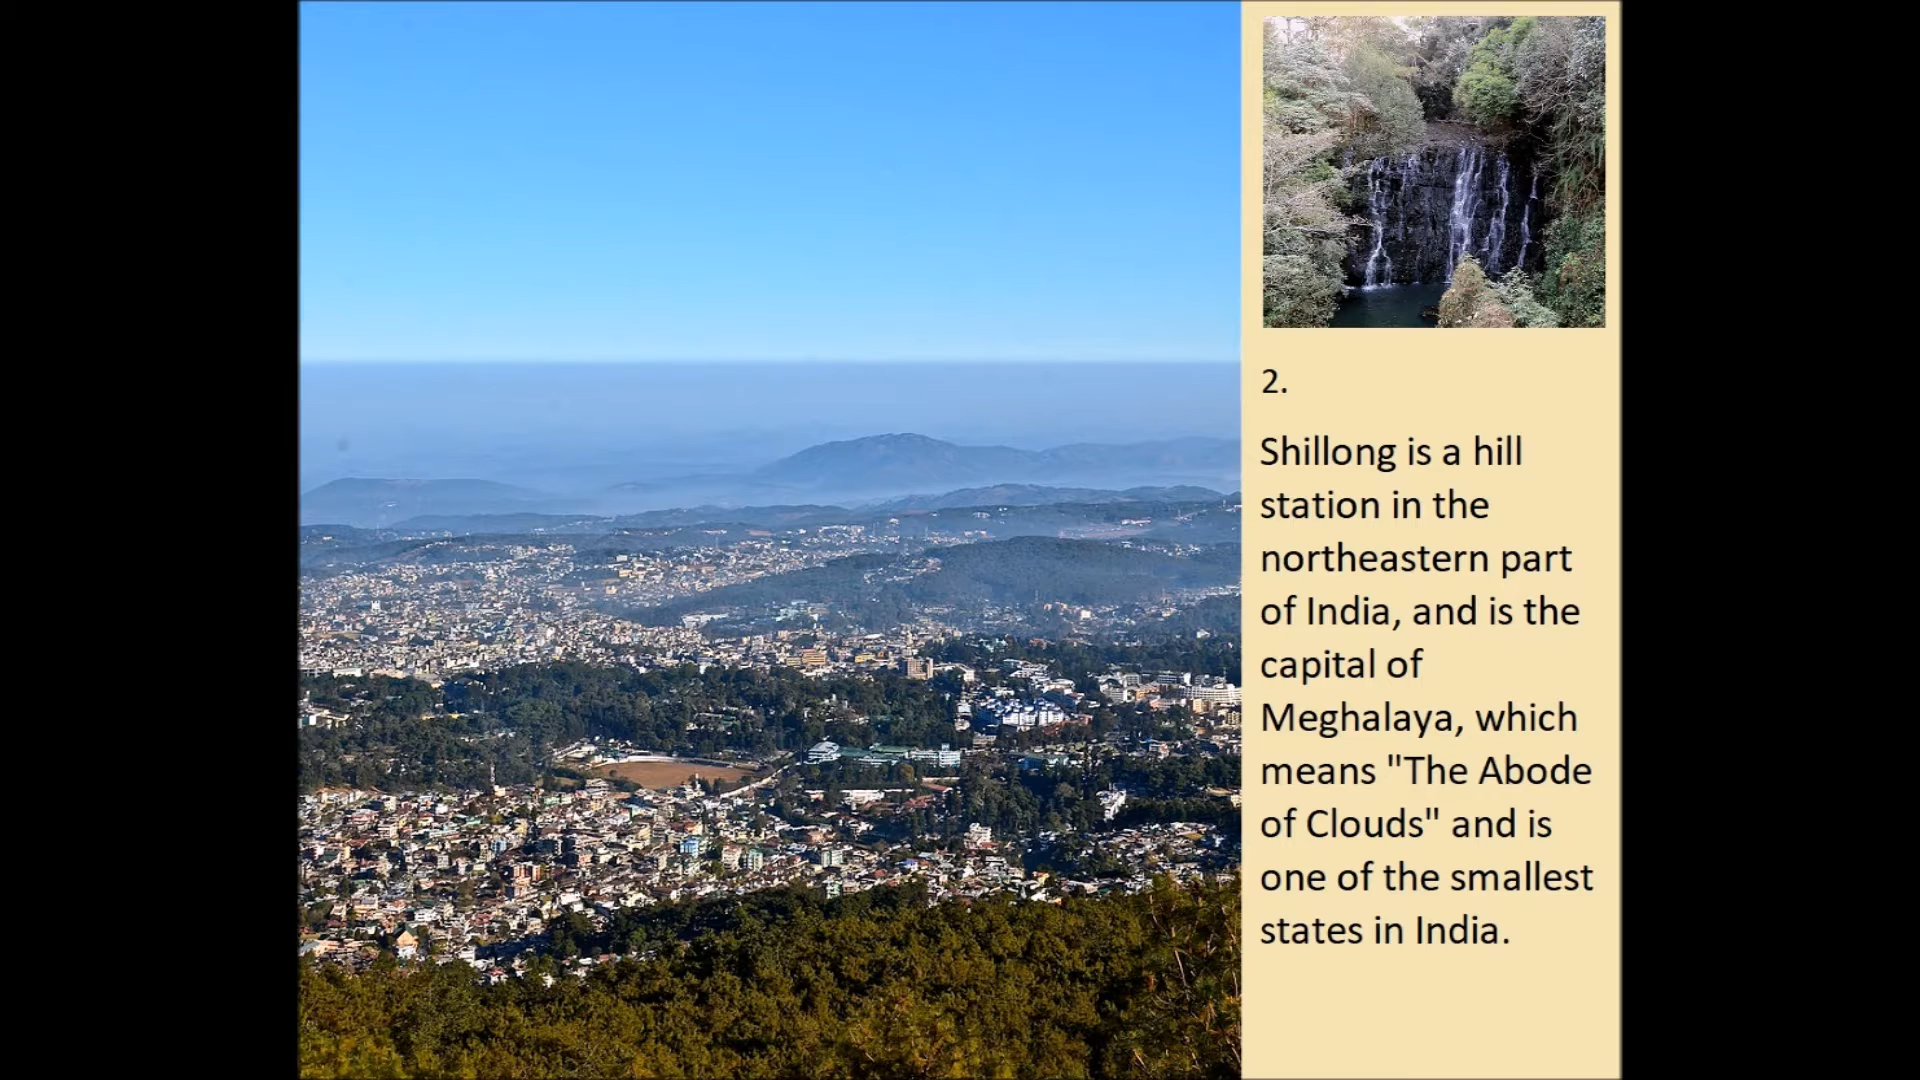 2.
Shillong is a hill
station in the
northeastern part
of India, and is the
capital of
Meghalaya, which
means "The Abode
of Clouds" and is
one of the smallest
states in India.